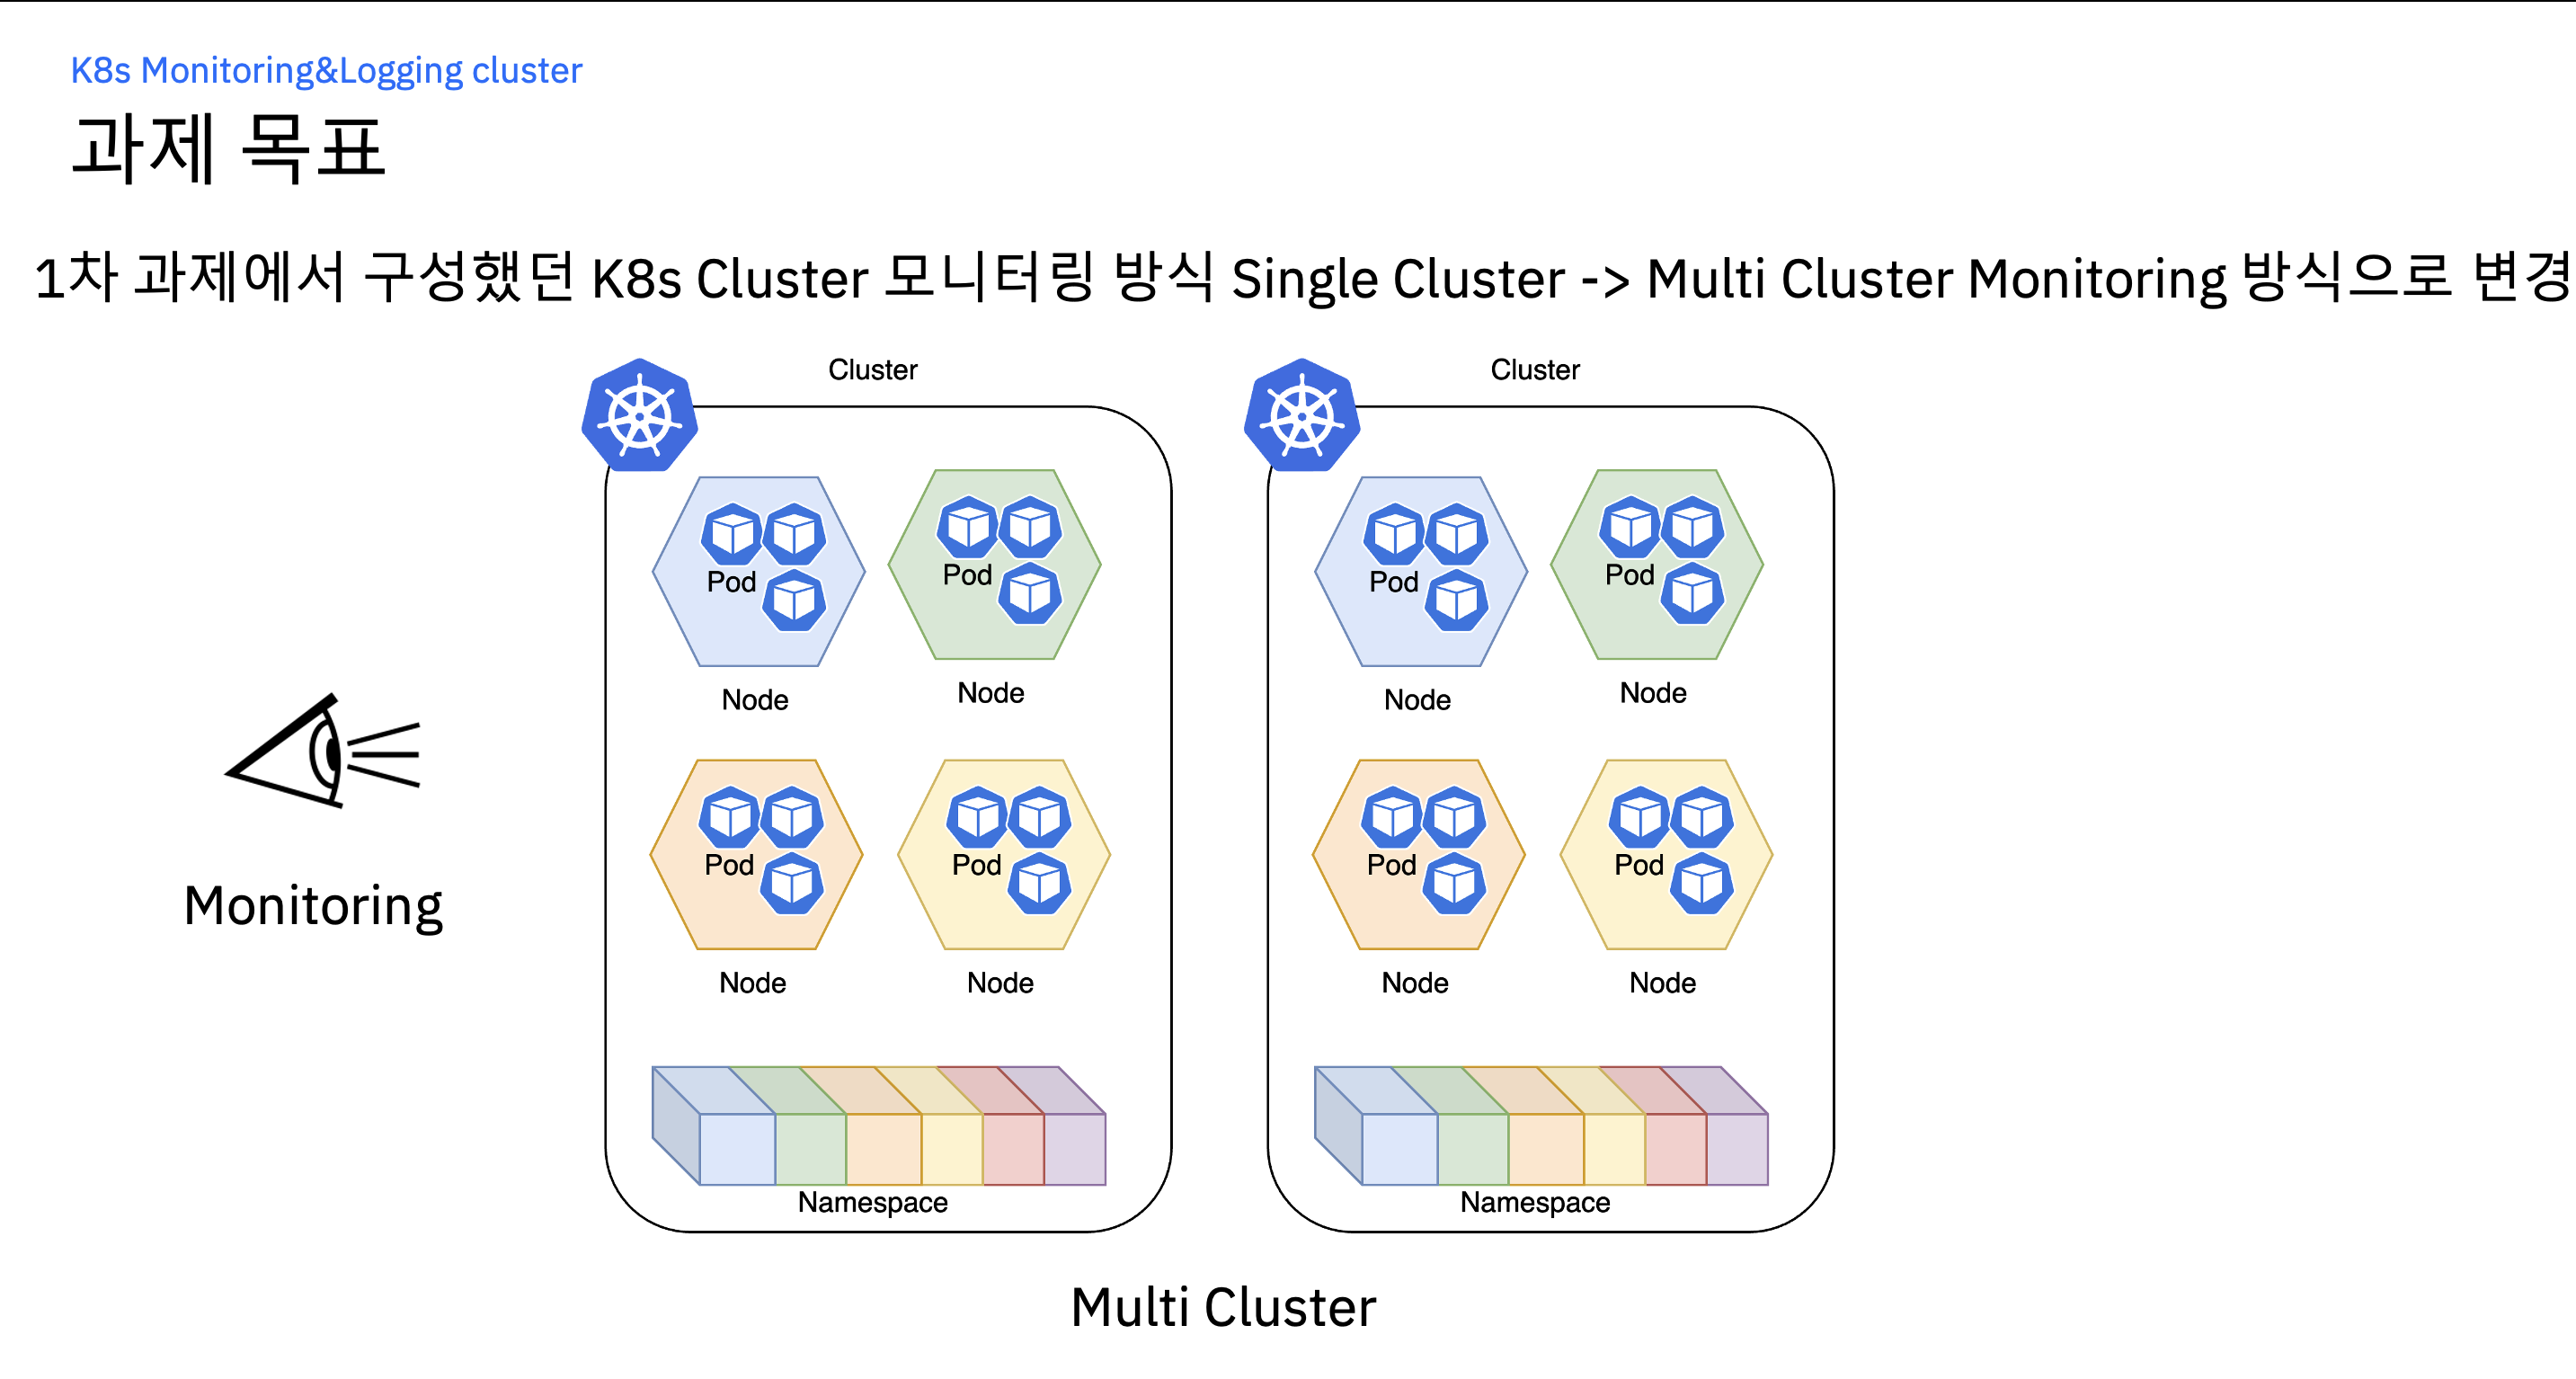 K8s Monitoring&Logging cluster
과제 목표
1차 과제에서 구성했던 K8s Cluster 모니터링 방식 Single Cluster -> Multi Cluster Monitoring 방식으로 변경
Cluster
Cluster
Pod
Pod
Pod
Pod
Node
Node
Node
Node
Monitoring
Pod
Pod
Pod
Pod
Node
Node
Node
Node
Namespace
Namespace
Multi Cluster